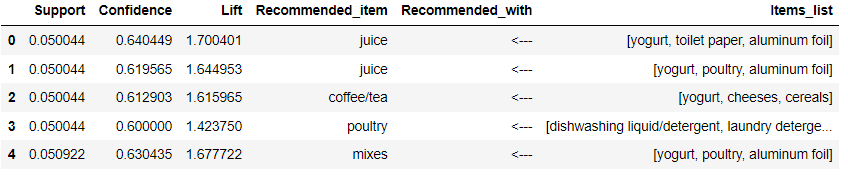 Support Confidence Lift Recommended_item Recommended_with Items_list
0 0.050044 0.640449 1.700401 juice <--- [yogurt, toilet paper, aluminum foil]
1 0.050044 0.619565 1.644953 juice <--- [yogurt, poultry, aluminum foil]
2 0.050044 0.612903 1.615965 coffee/tea <--- [yogurt, cheeses, cereals]
3 0.050044 0.600000 1.423750 poultry <--- [dishwashing liquid/detergent, laundry deterge...
4 0.050922 0.630435 1.677722 mixes <--- [yogurt, poultry, aluminum foil]